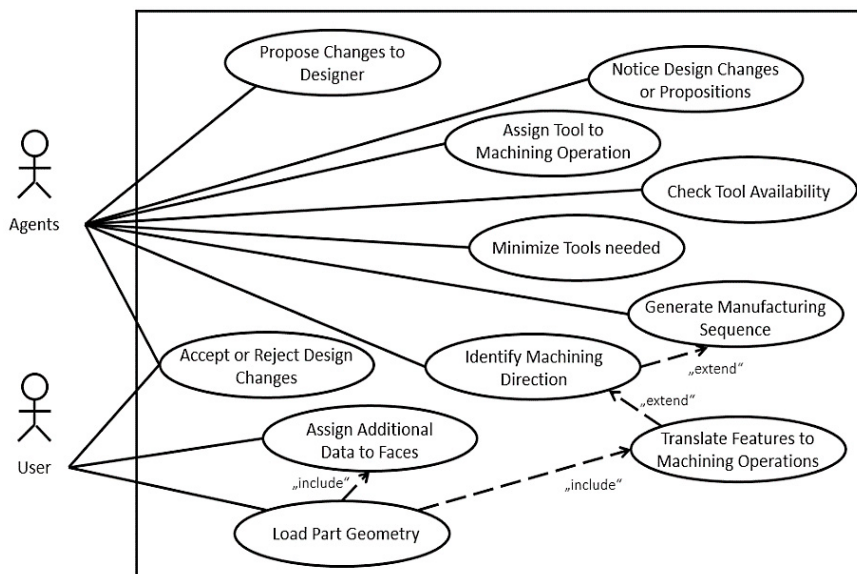 Propose Changes to
Designer
Notice Design Changes
or Propositions
Assign Tool to
Machining Operation
Check Tool Availability
Agents
Minimize Tools needed
Generate Manufacturing
Sequence
Accept or Reject Design
Changes
Identify Machining
Direction
„extend“
„extend“
User
Assign Additional
Data to Faces
Translate Features to
Machining Operations
„include“
„include“
Load Part Geometry